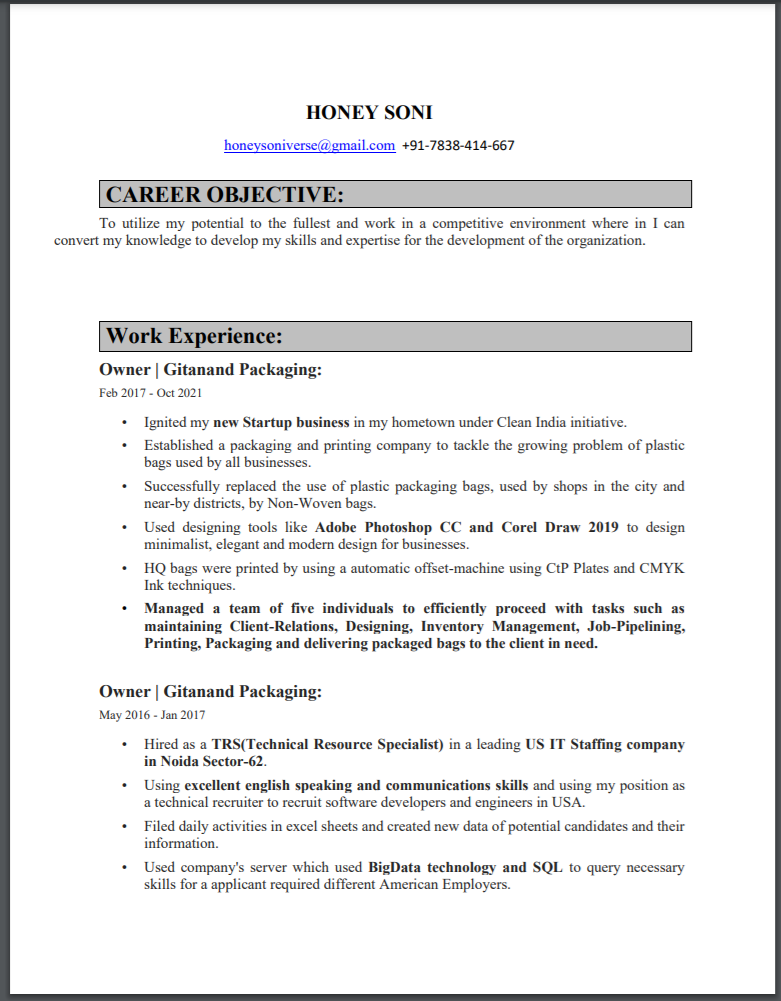 HONEY SONI
honeysoniverse@gmail.com +91-7838-414-667
CAREER OBJECTIVE:
To utilize my potential to the fullest and work in a competitive environment where in I can
convert my knowledge to develop my skills and expertise for the development of the organization.
Work Experience:
Owner | Gitanand Packaging:
Feb 2017 - Oct 2021
• Ignited my new Startup business in my hometown under Clean India initiative.
• Established a packaging and printing company to tackle the growing problem of plastic
bags used by all businesses.
• Successfully replaced the use of plastic packaging bags, used by shops in the city and
near-by districts, by Non-Woven bags.
• Used designing tools like Adobe Photoshop CC and Corel Draw 2019 to design
minimalist, elegant and modern design for businesses.
• HQ bags were printed by using a automatic offset-machine using CtP Plates and CMYK
Ink techniques.
• Managed a team of five individuals to efficiently proceed with tasks such as
maintaining Client-Relations, Designing, Inventory Management, Job-Pipelining,
Printing, Packaging and delivering packaged bags to the client in need.
Owner | Gitanand Packaging:
May 2016 - Jan 2017
• Hired as a TRS(Technical Resource Specialist) in a leading US IT Staffing company
in Noida Sector-62.
• Using excellent english speaking and communications skills and using my position as
a technical recruiter to recruit software developers and engineers in USA.
• Filed daily activities in excel sheets and created new data of potential candidates and their
information.
• Used company's server which used BigData technology and SQL to query necessary
skills for a applicant required different American Employers.